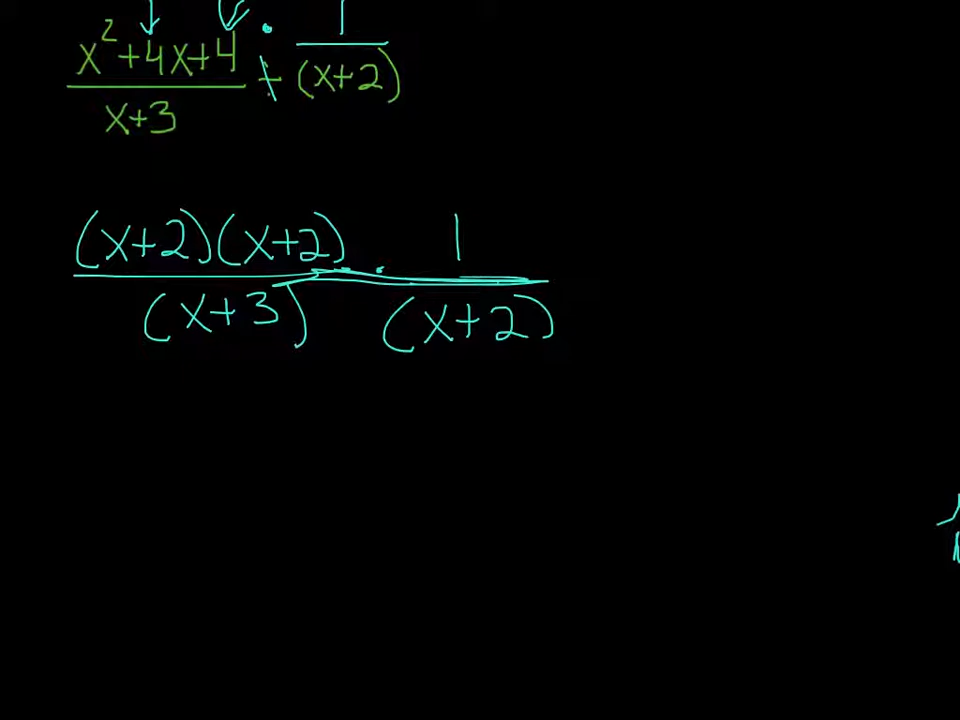 x²+4x+4 / x+3 · 1 / (x+2)
(x+2)(x+2) / (x+3) · 1 / (x+2)